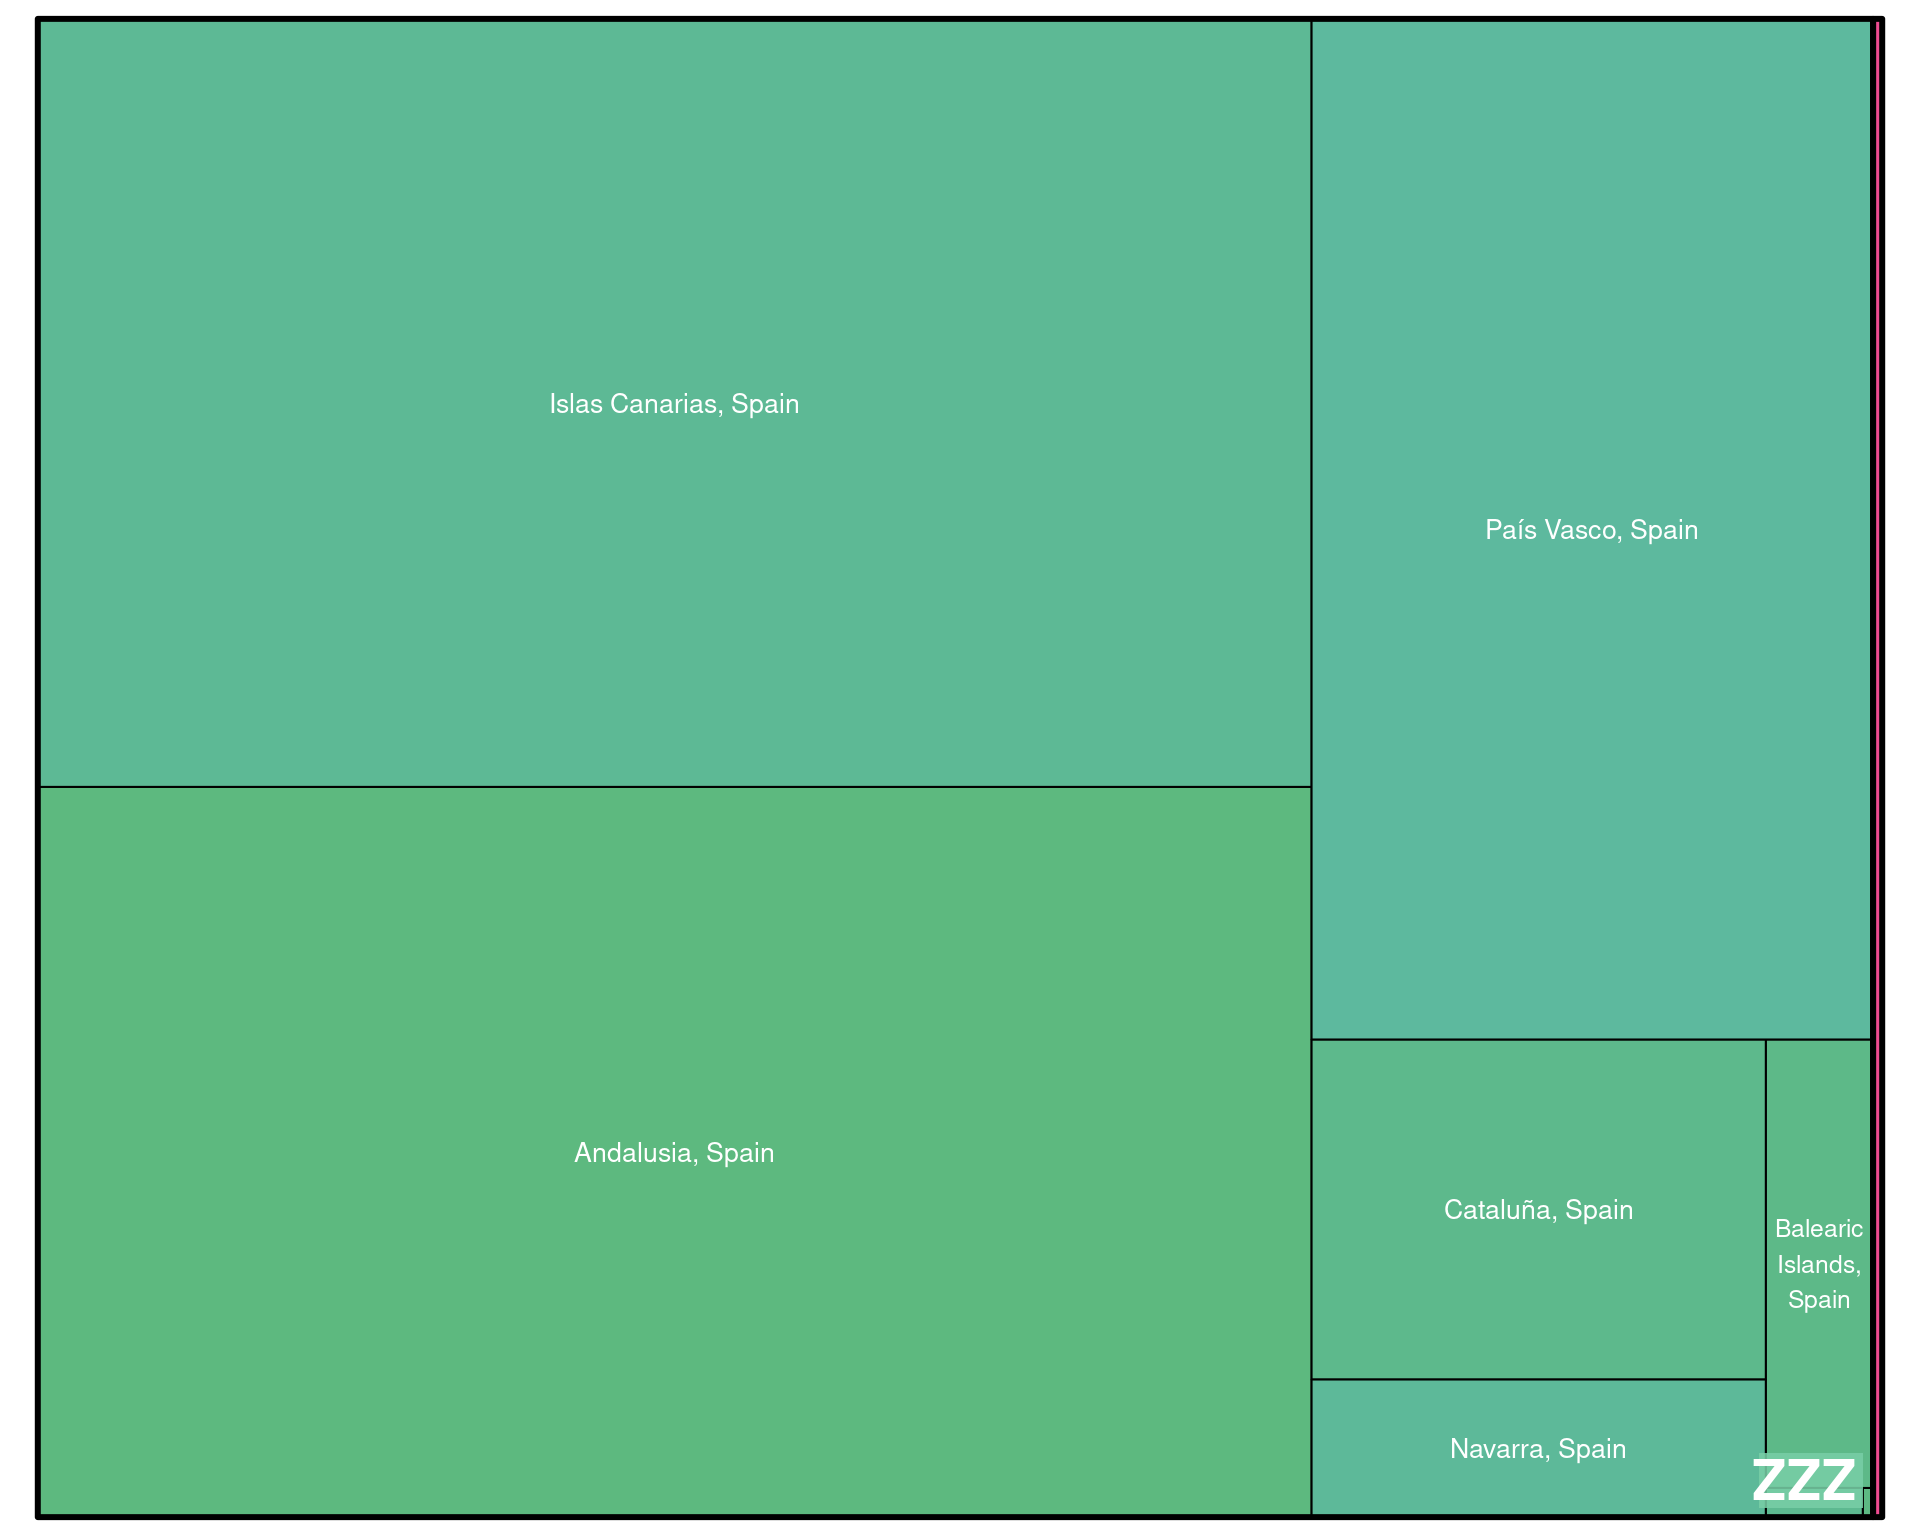 Islas Canarias, Spain
País Vasco, Spain
Andalusia, Spain
Cataluña, Spain
Balearic
Islands,
Spain
Navarra, Spain
ZZZ